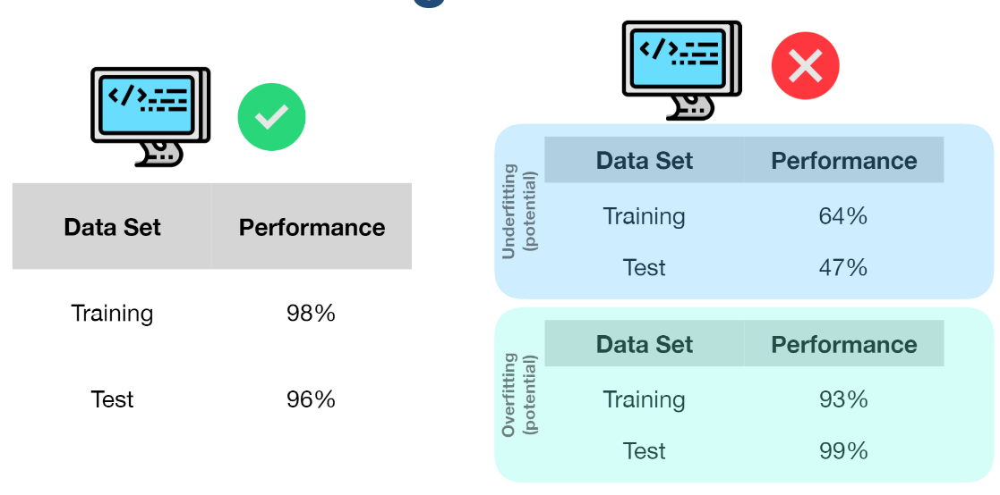 </>
Data Set Performance
Training 98%
Test 96%
</>
Underfitting
(potential)
Data Set Performance
Training 64%
Test 47%
Overfitting
(potential)
Data Set Performance
Training 93%
Test 99%